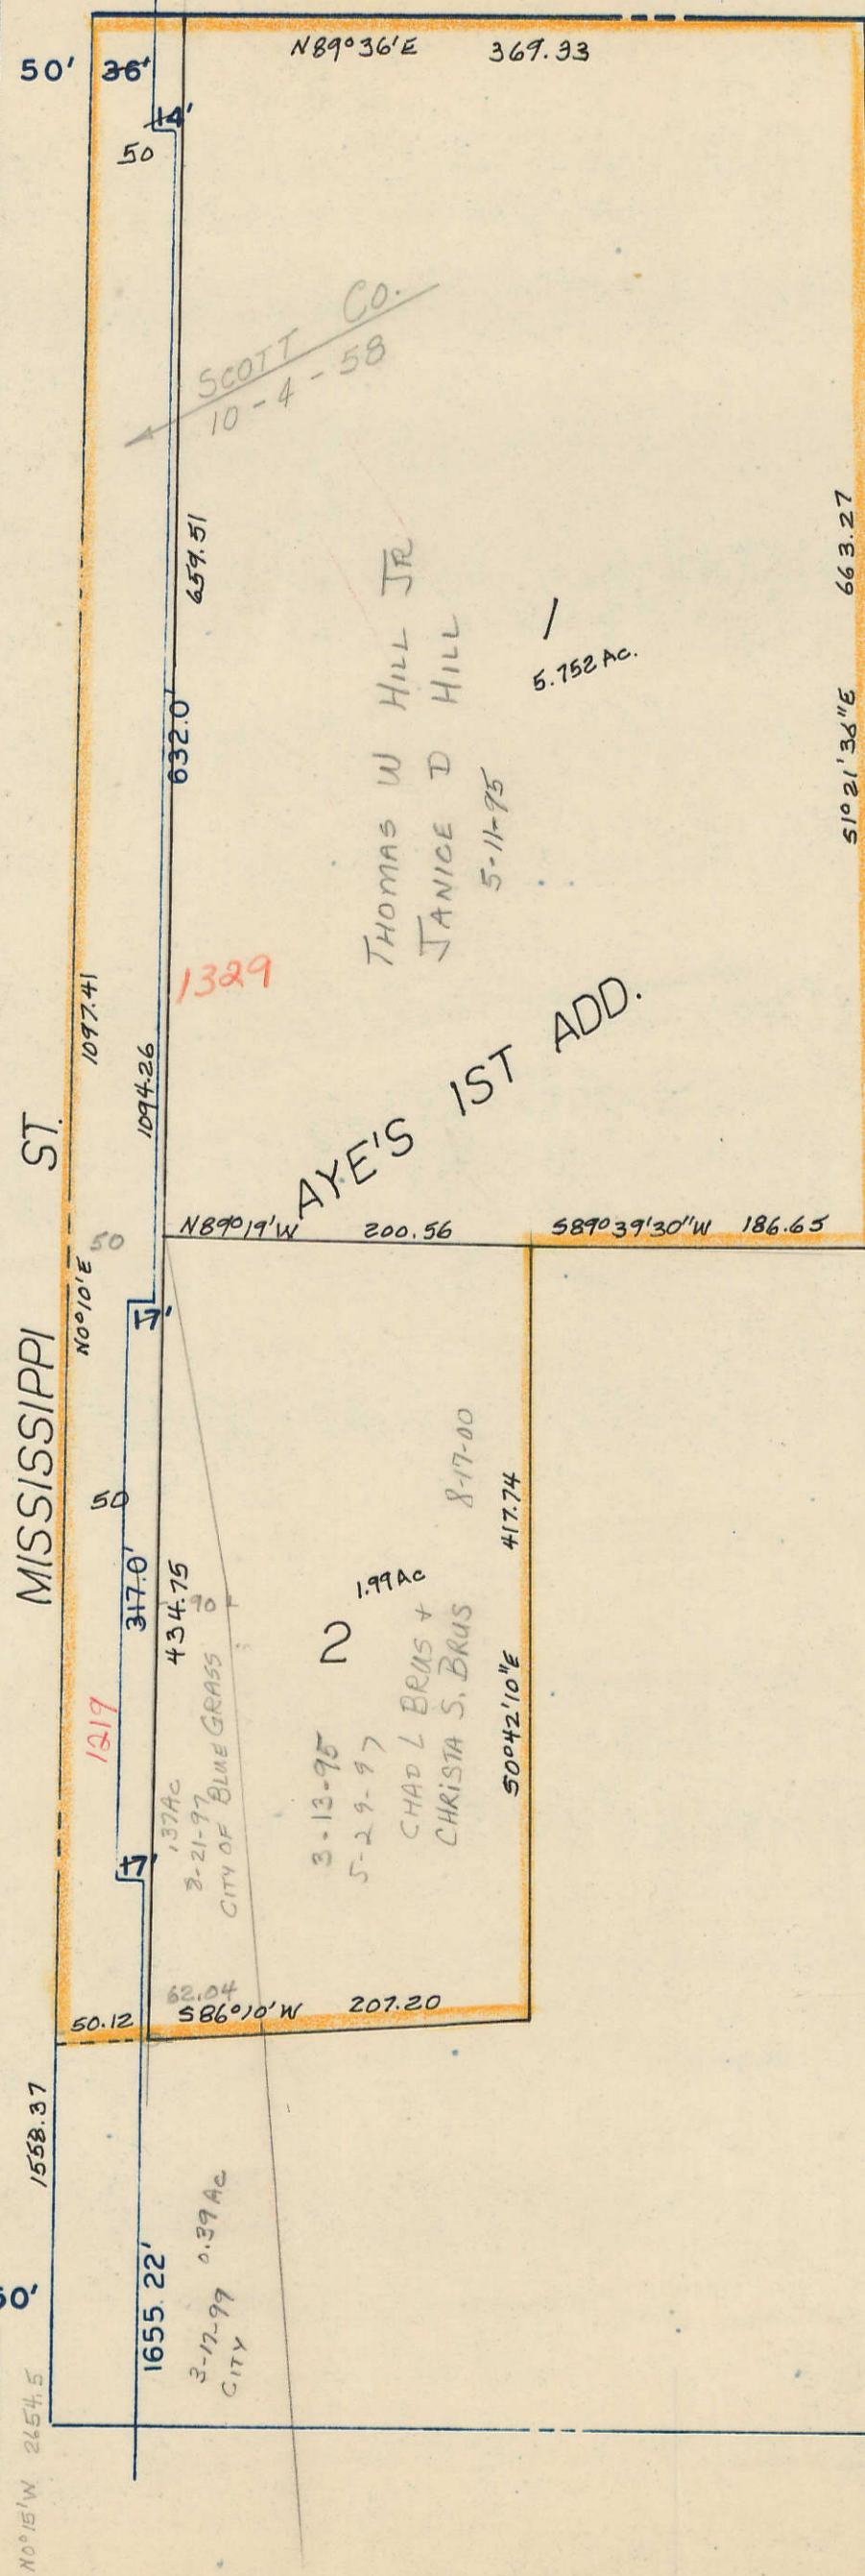 N89°36'E 369.33
50' 36'
14'
50
SCOTT CO.
10-4-58
659.51
632.0'
663.27
S1°21'36"E
THOMAS W HILL JR
JANICE D HILL
5-11-95
1
5.752 Ac.
1329
1097.41
1094.26
AYE'S 1ST ADD.
MISSISSIPPI ST.
N89°19'W 200.56
S89°39'30"W 186.65
50
N0°10'E
17'
50
317.0'
434.75
90
1219
.37Ac
8-21-97
CITY OF BLUE GRASS
2
1.99 Ac
3-13-95
5-29-97
CHAD L BRUS +
CHRISTA S. BRUS 8-17-00
417.74
S0°42'10"E
17'
62.04
50.12
S86°10'W 207.20
1558.37
1655.22'
3-17-99 0.39 Ac
CITY
N0°15'W 2654.5